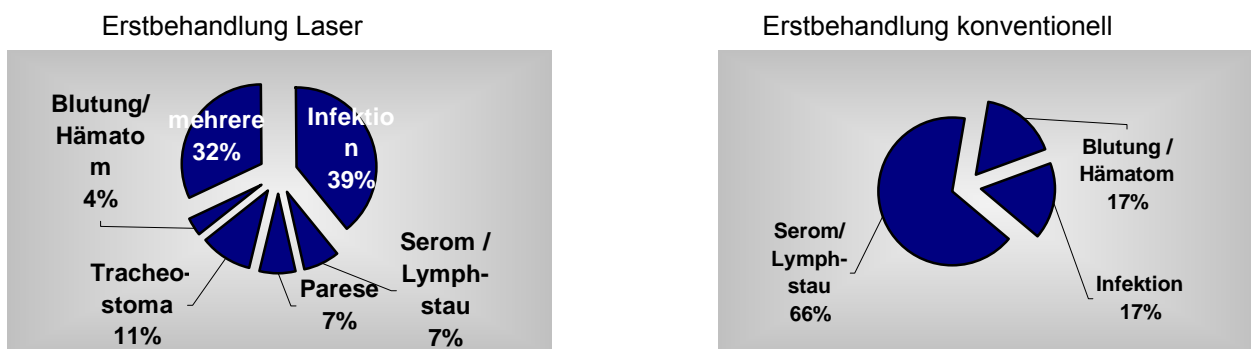 Erstbehandlung Laser
Blutung/
Hämato
m
4%
mehrere
32%
Infektio
n
39%
Serom /
Lymph-
stau
7%
Parese
7%
Tracheo-
stoma
11%
Erstbehandlung konventionell
Blutung /
Hämatom
17%
Serom/
Lymph-
stau
66%
Infektion
17%